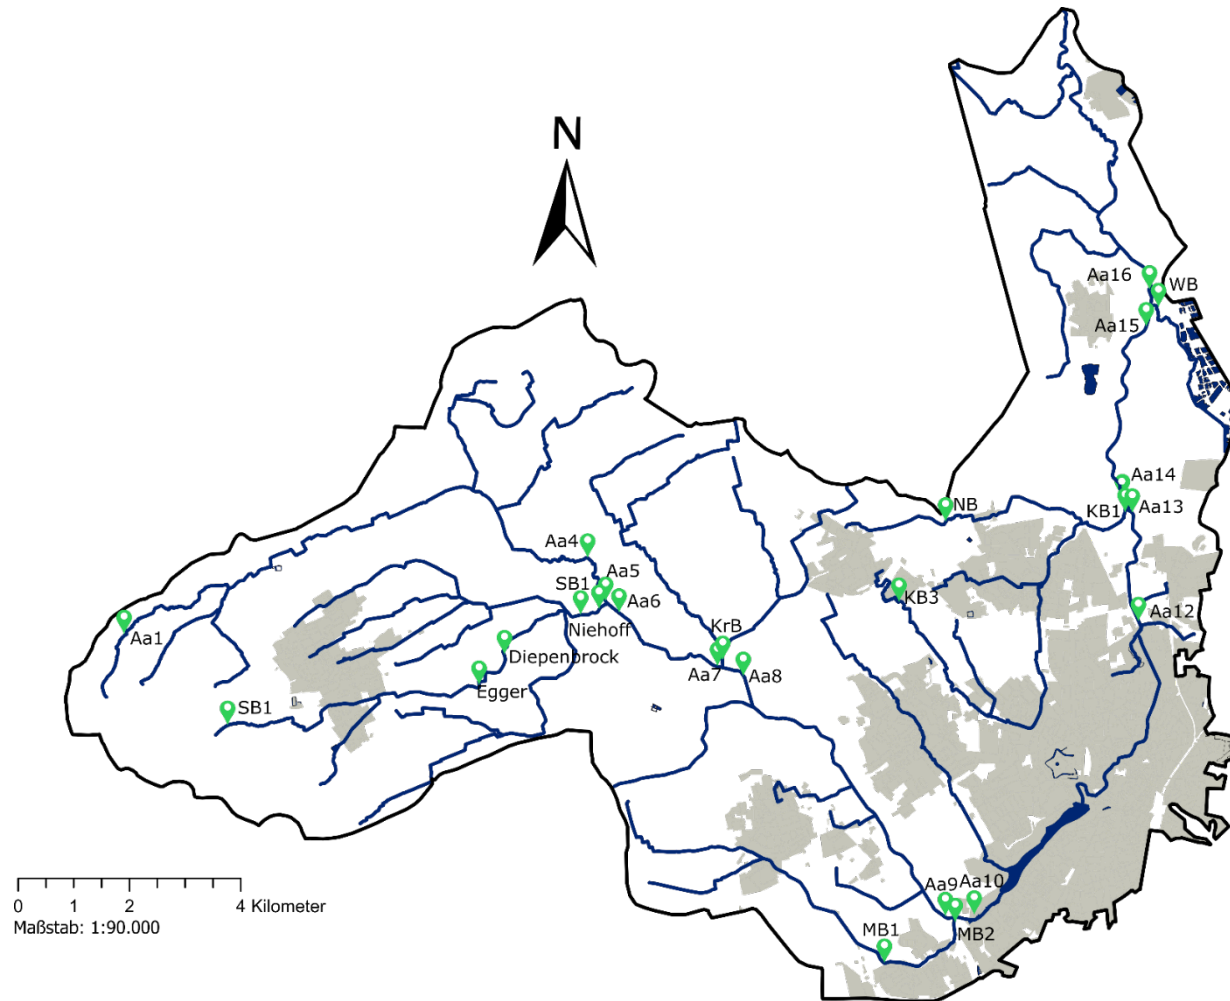 N
Aa16
WB
Aa15
Aa14
KB1
Aa13
NB
Aa4
SB1
Aa5
Aa6
Niehoff
KB3
Aa12
Aa1
Diepenbrock
KrB
Egger
Aa7
Aa8
SB1
Aa9
Aa10
MB1
MB2
0 2 4 Kilometer
Maßstab: 1:90.000